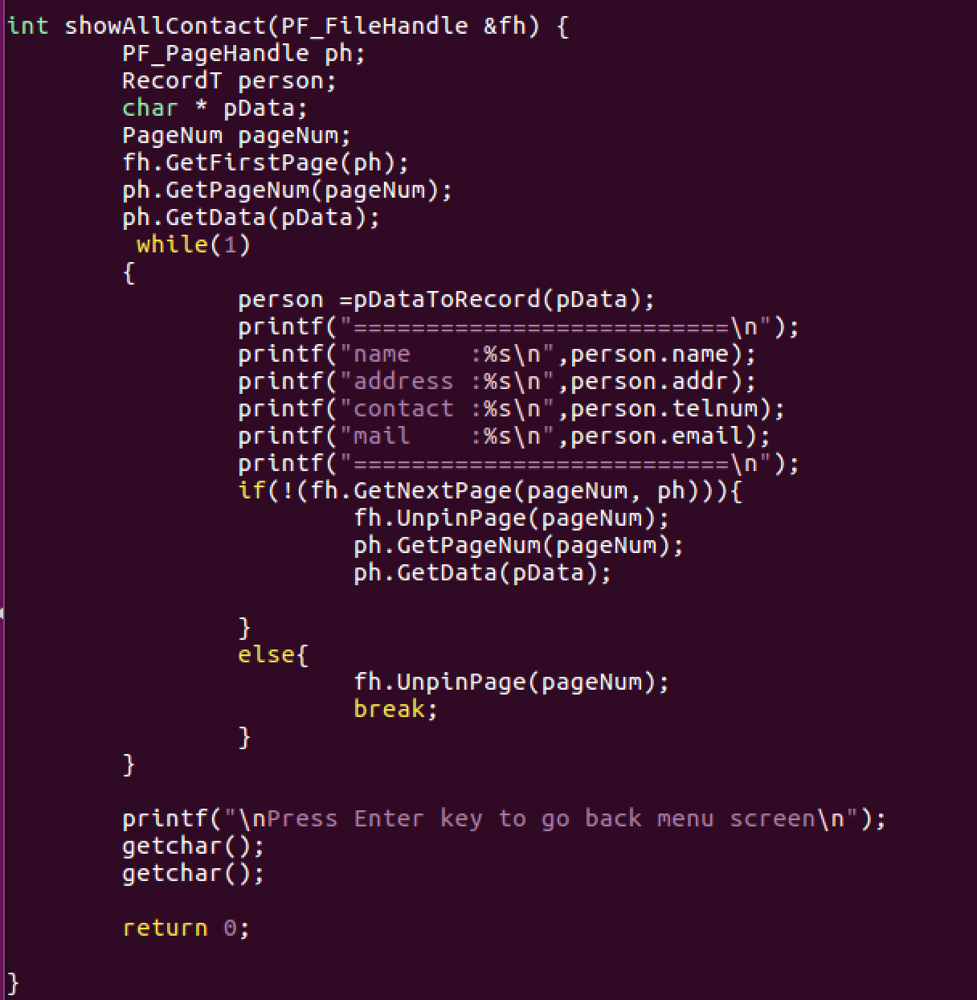 int showAllContact(PF_FileHandle &fh) {
        PF_PageHandle ph;
        RecordT person;
        char * pData;
        PageNum pageNum;
        fh.GetFirstPage(ph);
        ph.GetPageNum(pageNum);
        ph.GetData(pData);
         while(1)
        {
                person =pDataToRecord(pData);
                printf("==========================\n");
                printf("name    :%s\n",person.name);
                printf("address :%s\n",person.addr);
                printf("contact :%s\n",person.telnum);
                printf("mail    :%s\n",person.email);
                printf("==========================\n");
                if(!(fh.GetNextPage(pageNum, ph))){
                        fh.UnpinPage(pageNum);
                        ph.GetPageNum(pageNum);
                        ph.GetData(pData);

                }
                else{
                        fh.UnpinPage(pageNum);
                        break;
                }
        }

        printf("\nPress Enter key to go back menu screen\n");
        getchar();
        getchar();

        return 0;

}